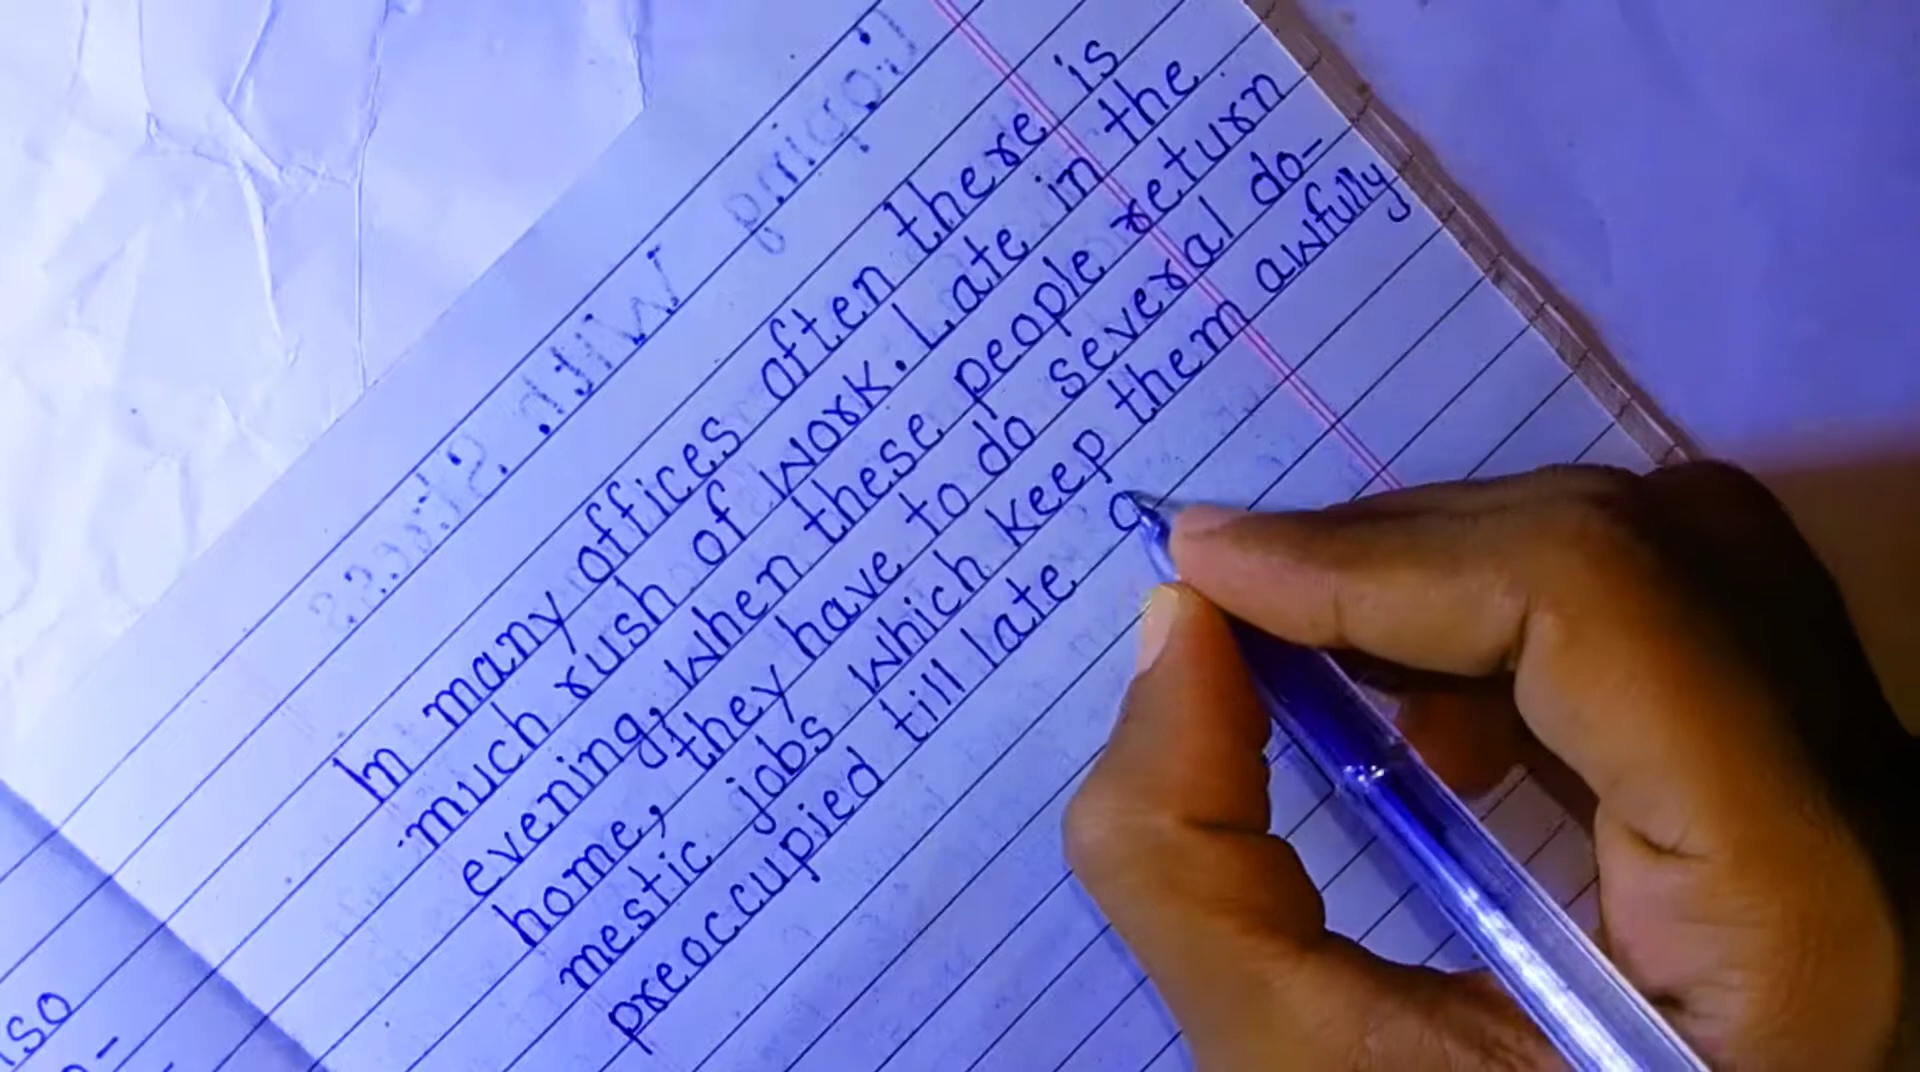 In many offices often there is
much rush of work. Late in the
evening, when these people return
home, they have to do several do-
mestic jobs which keep them awfully
preoccupied till late
so